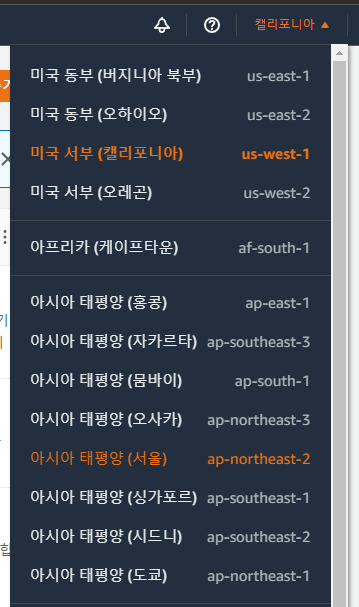 캘리포니아 ▲
미국 동부 (버지니아 북부) us-east-1
미국 동부 (오하이오) us-east-2
미국 서부 (캘리포니아) us-west-1
미국 서부 (오레곤) us-west-2
아프리카 (케이프타운) af-south-1
아시아 태평양 (홍콩) ap-east-1
아시아 태평양 (자카르타) ap-southeast-3
아시아 태평양 (뭄바이) ap-south-1
아시아 태평양 (오사카) ap-northeast-3
아시아 태평양 (서울) ap-northeast-2
아시아 태평양 (싱가포르) ap-southeast-1
아시아 태평양 (시드니) ap-southeast-2
아시아 태평양 (도쿄) ap-northeast-1